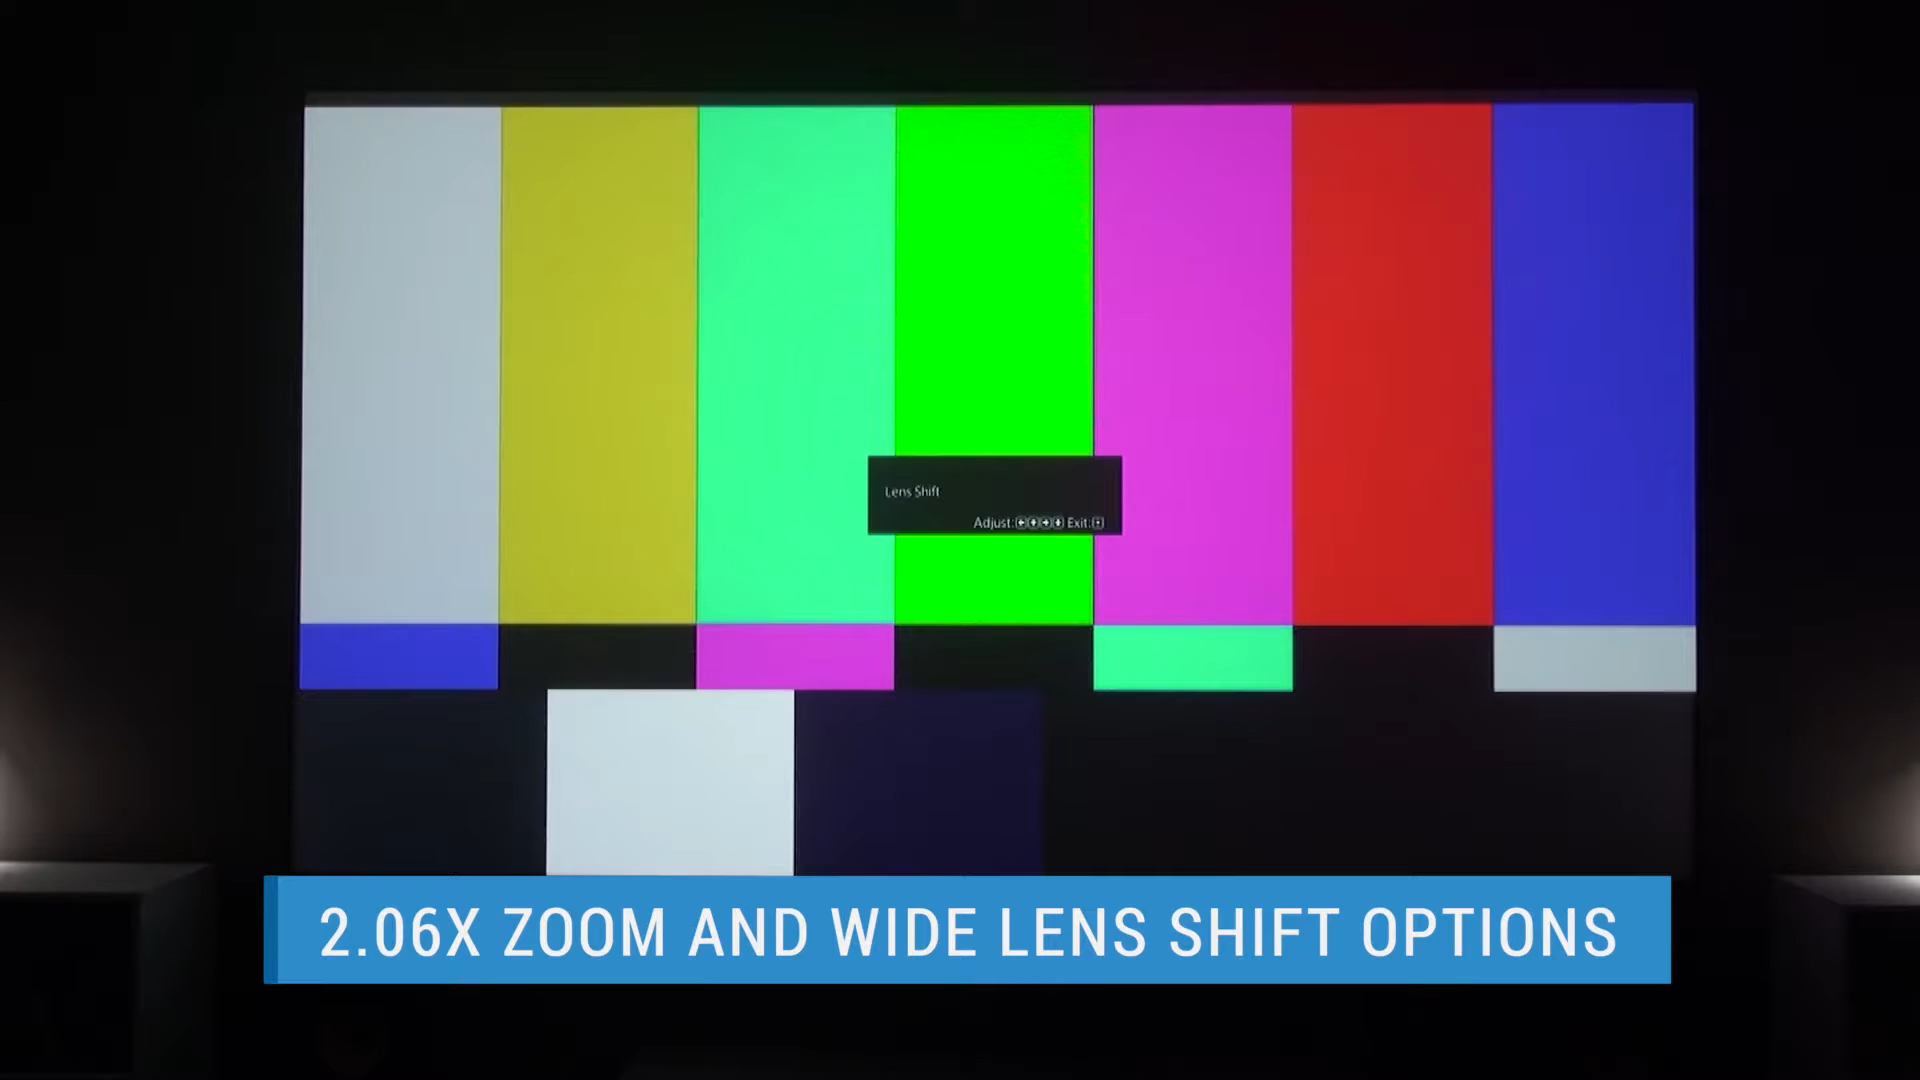 Lens Shift
Adjust: Exit:
2.06X ZOOM AND WIDE LENS SHIFT OPTIONS